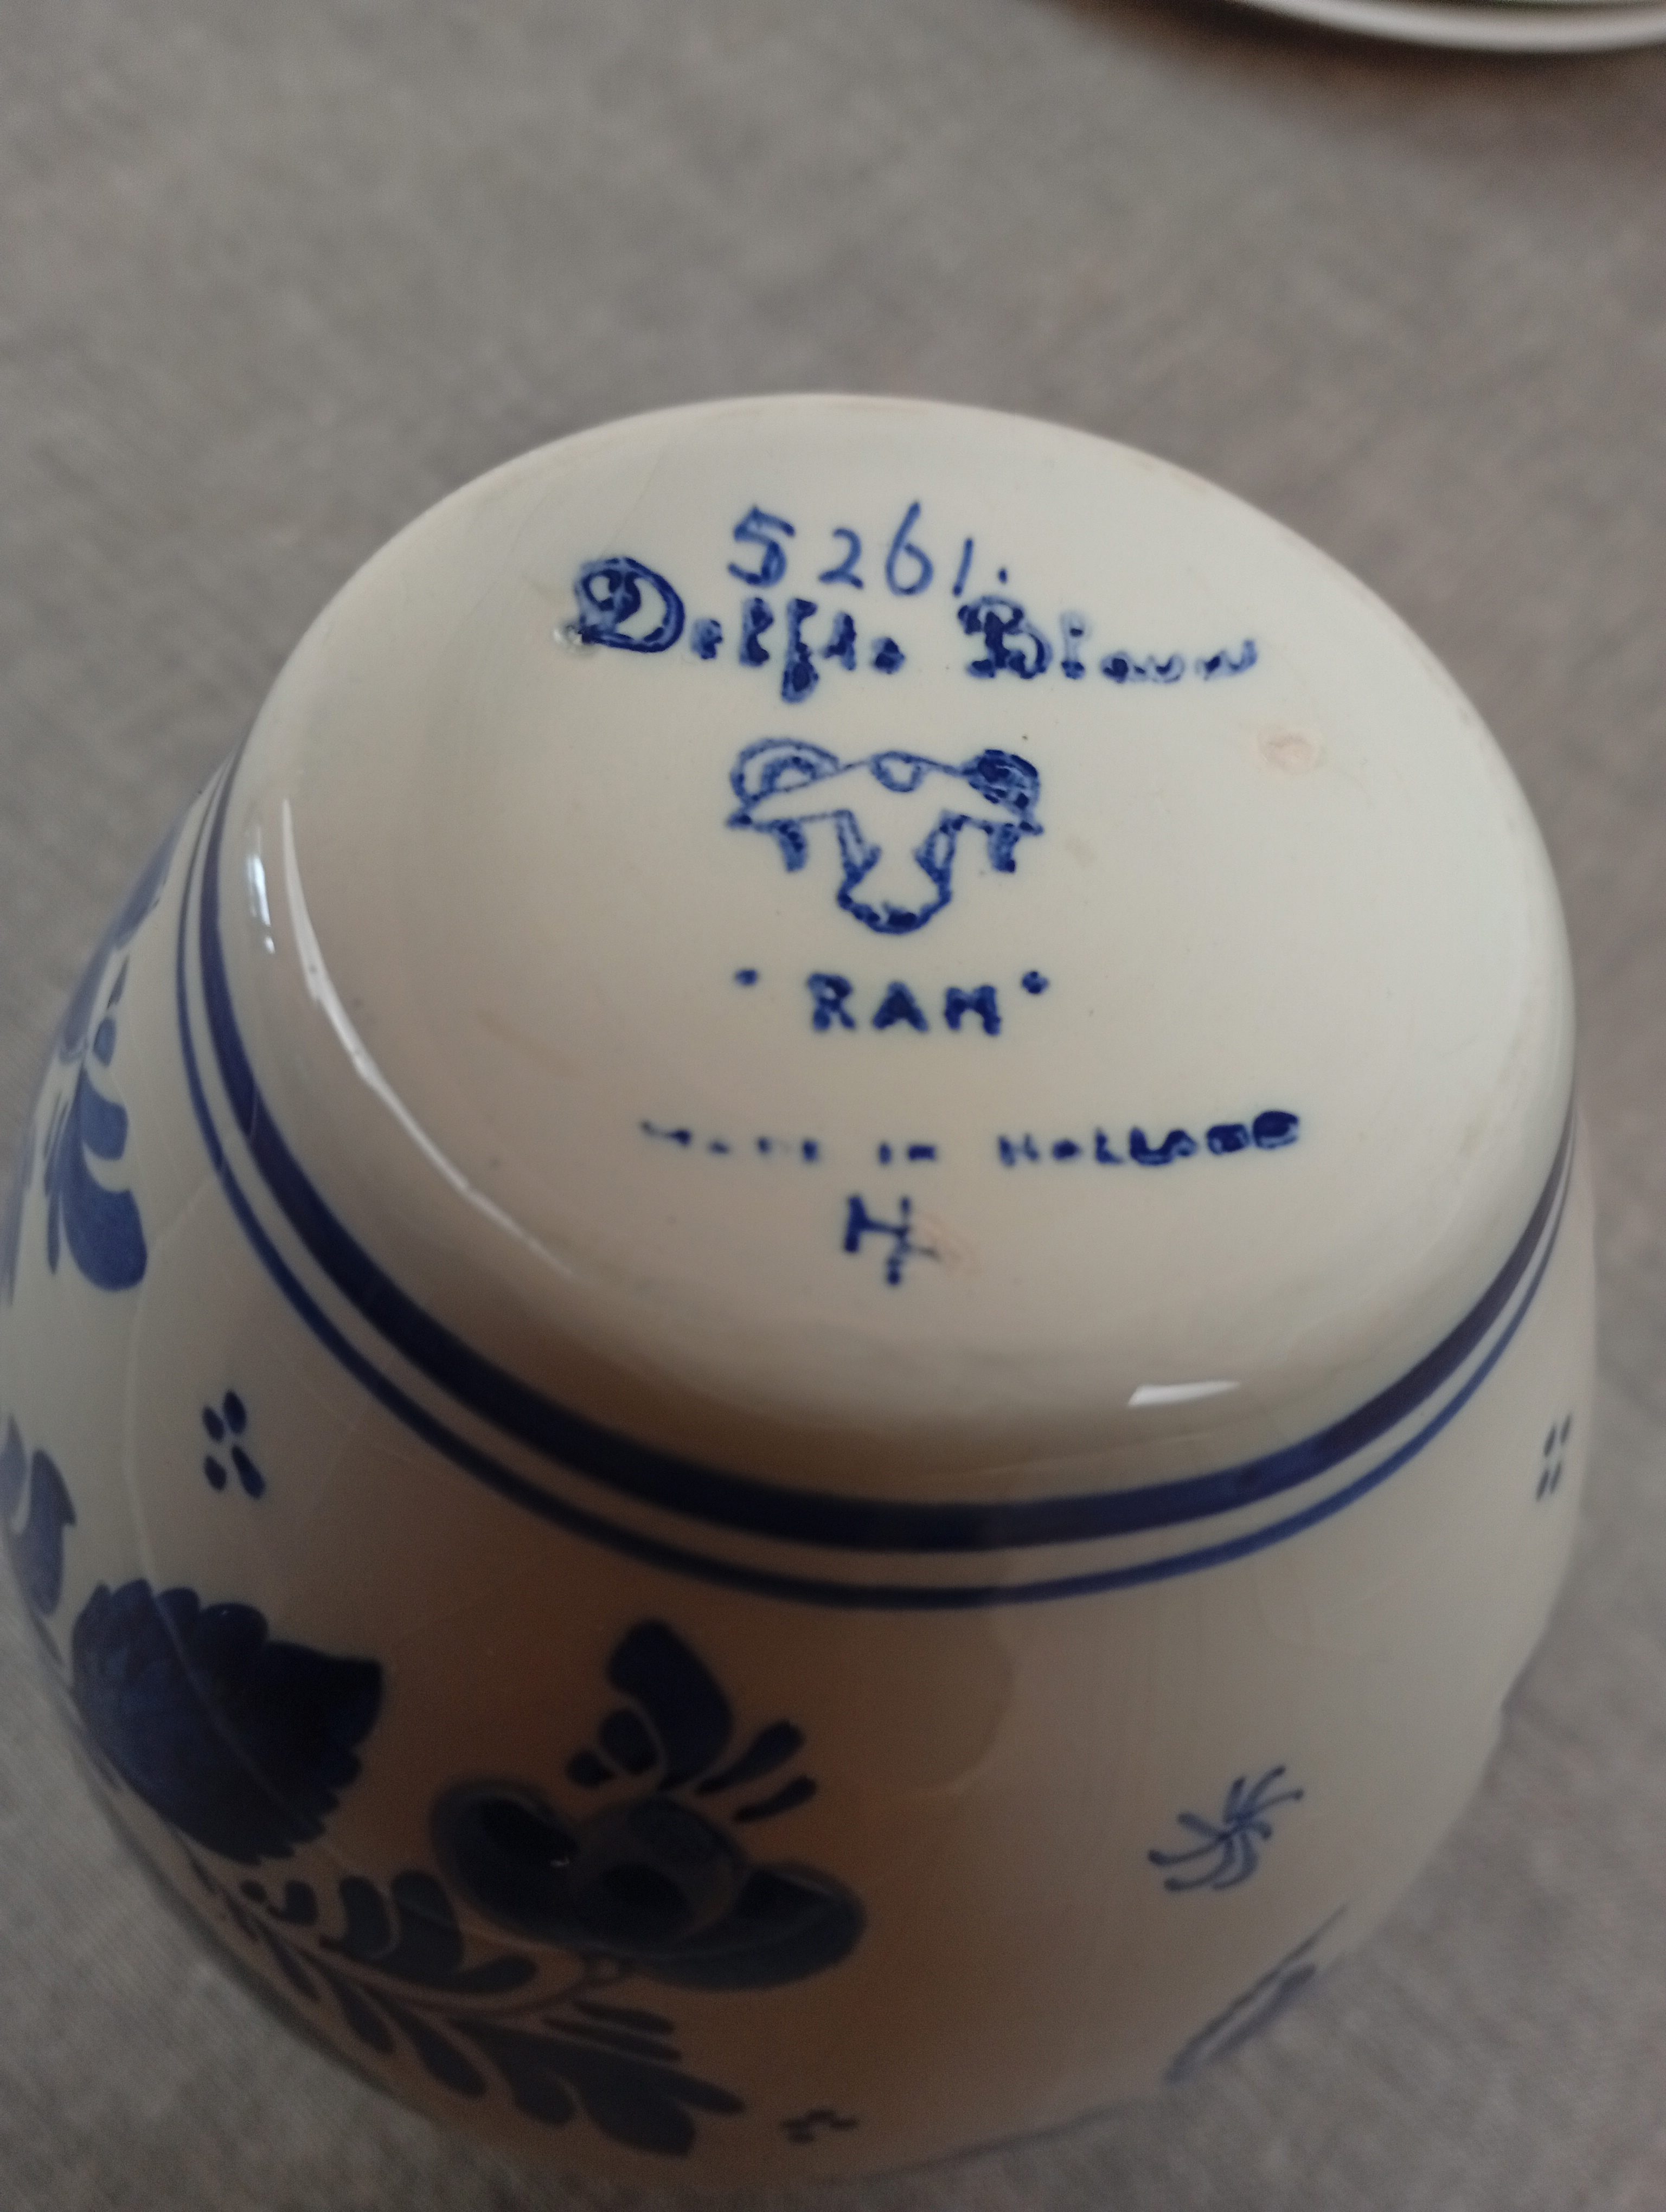 5261.
Delfts Blauw
"RAM"
MADE IN HOLLAND
H